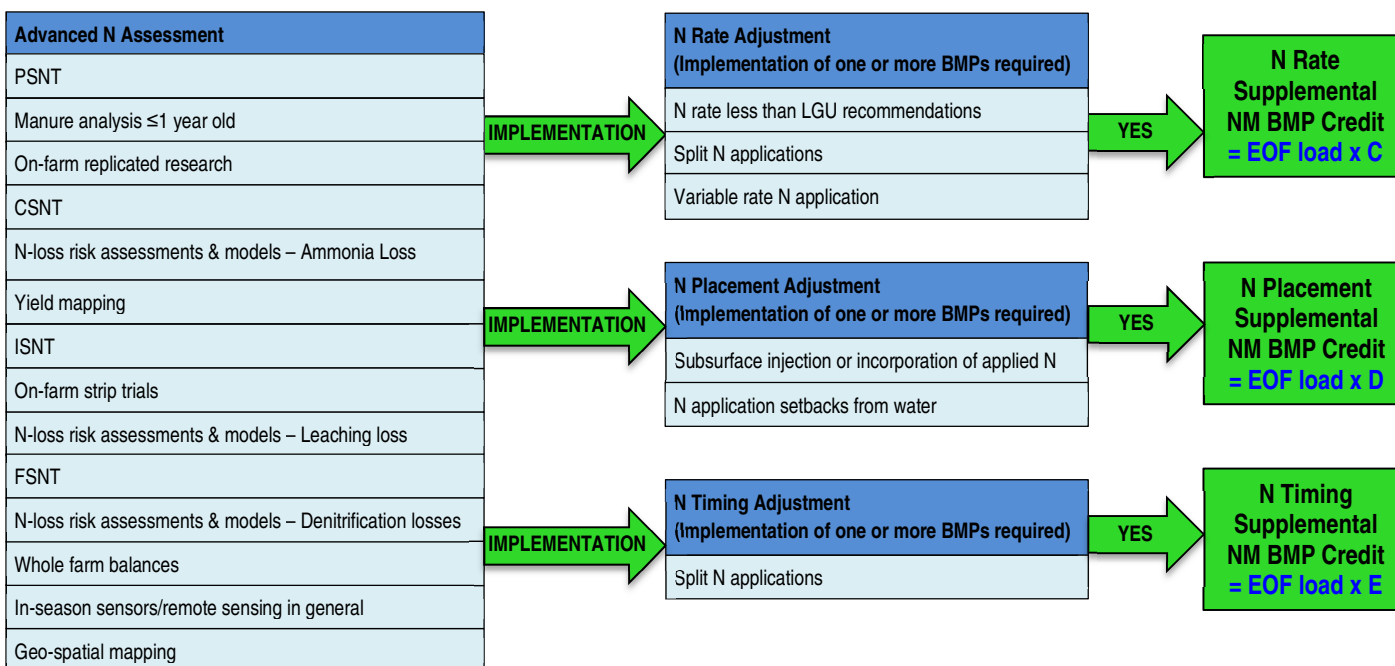 Advanced N Assessment
PSNT
Manure analysis ≤1 year old
On-farm replicated research
CSNT
N-loss risk assessments & models – Ammonia Loss
Yield mapping
ISNT
On-farm strip trials
N-loss risk assessments & models – Leaching loss
FSNT
N-loss risk assessments & models – Denitrification losses
Whole farm balances
In-season sensors/remote sensing in general
Geo-spatial mapping
IMPLEMENTATION
N Rate Adjustment
(Implementation of one or more BMPs required)
N rate less than LGU recommendations
Split N applications
Variable rate N application
YES
N Rate
Supplemental
NM BMP Credit
= EOF load x C
IMPLEMENTATION
N Placement Adjustment
(Implementation of one or more BMPs required)
Subsurface injection or incorporation of applied N
N application setbacks from water
YES
N Placement
Supplemental
NM BMP Credit
= EOF load x D
IMPLEMENTATION
N Timing Adjustment
(Implementation of one or more BMPs required)
Split N applications
YES
N Timing
Supplemental
NM BMP Credit
= EOF load x E